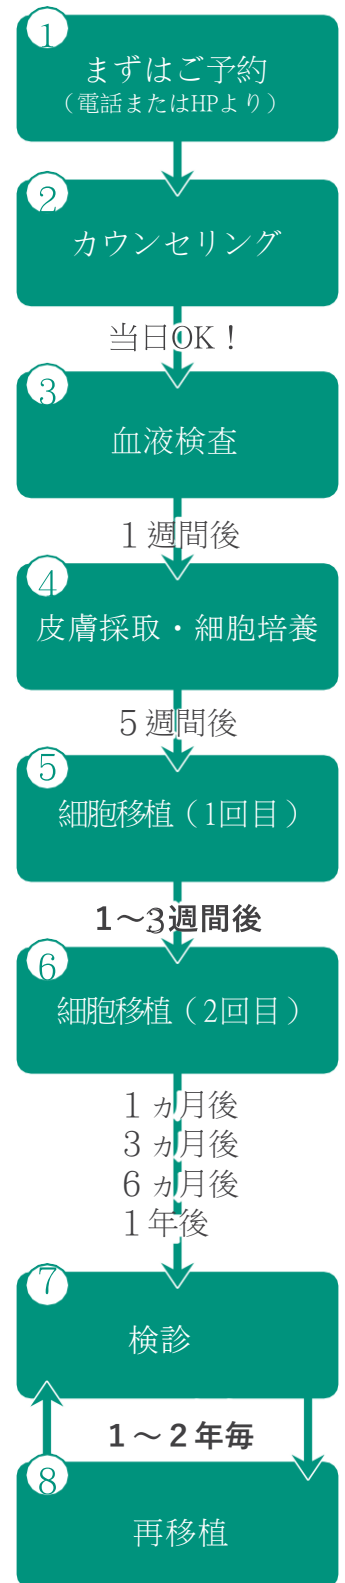 1
まずはご予約
（電話またはHPより）
2
カウンセリング
当日OK！
3
血液検査
１週間後
4
皮膚採取・細胞培養
５週間後
5
細胞移植（1回目）
1～3週間後
6
細胞移植（2回目）
１ヵ月後
３ヵ月後
６ヵ月後
１年後
7
検診
1～２年毎
8
再移植